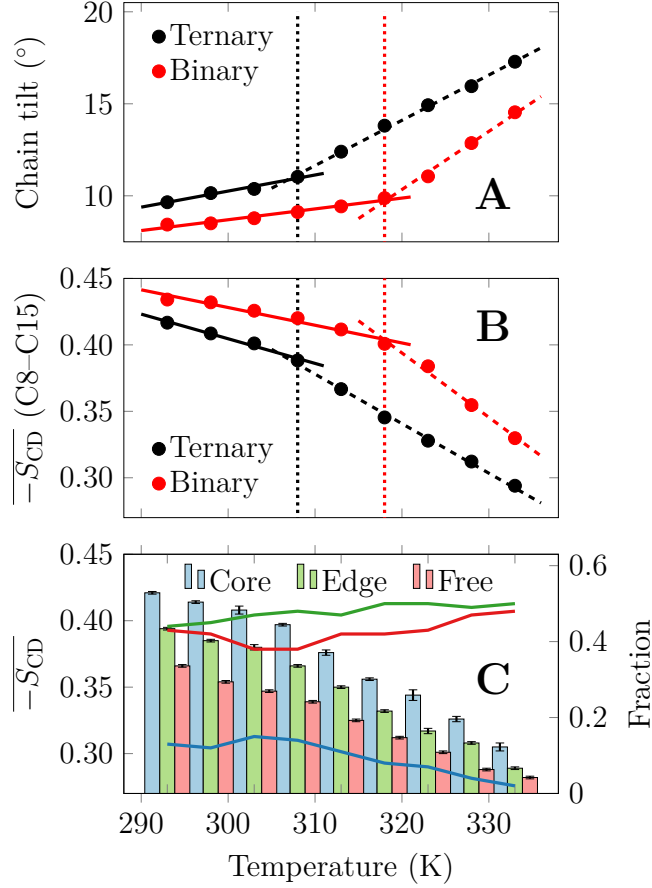 20
15
10
Chain tilt (°)
Ternary
Binary
A
0.45
0.40
0.35
0.30
−S_CD (C8–C15)
B
Ternary
Binary
0.45
0.40
0.35
0.30
−S_CD
Core Edge Free
C
0.6
0.4
0.2
0
Fraction
290 300 310 320 330
Temperature (K)